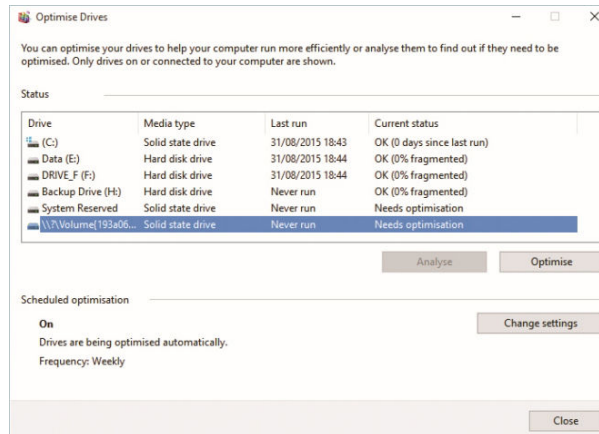 Optimise Drives
You can optimise your drives to help your computer run more efficiently or analyse them to find out if they need to be
optimised. Only drives on or connected to your computer are shown.
Status
Drive Media type Last run Current status
(C:) Solid state drive 31/08/2015 18:43 OK (0 days since last run)
Data (E:) Hard disk drive 31/08/2015 18:44 OK (0% fragmented)
DRIVE_F (F:) Hard disk drive 31/08/2015 18:44 OK (0% fragmented)
Backup Drive (H:) Hard disk drive Never run OK (0% fragmented)
System Reserved Solid state drive Never run Needs optimisation
\\?\Volume{193a06... Solid state drive Never run Needs optimisation
Analyse Optimise
Scheduled optimisation
On Change settings
Drives are being optimised automatically.
Frequency: Weekly
Close